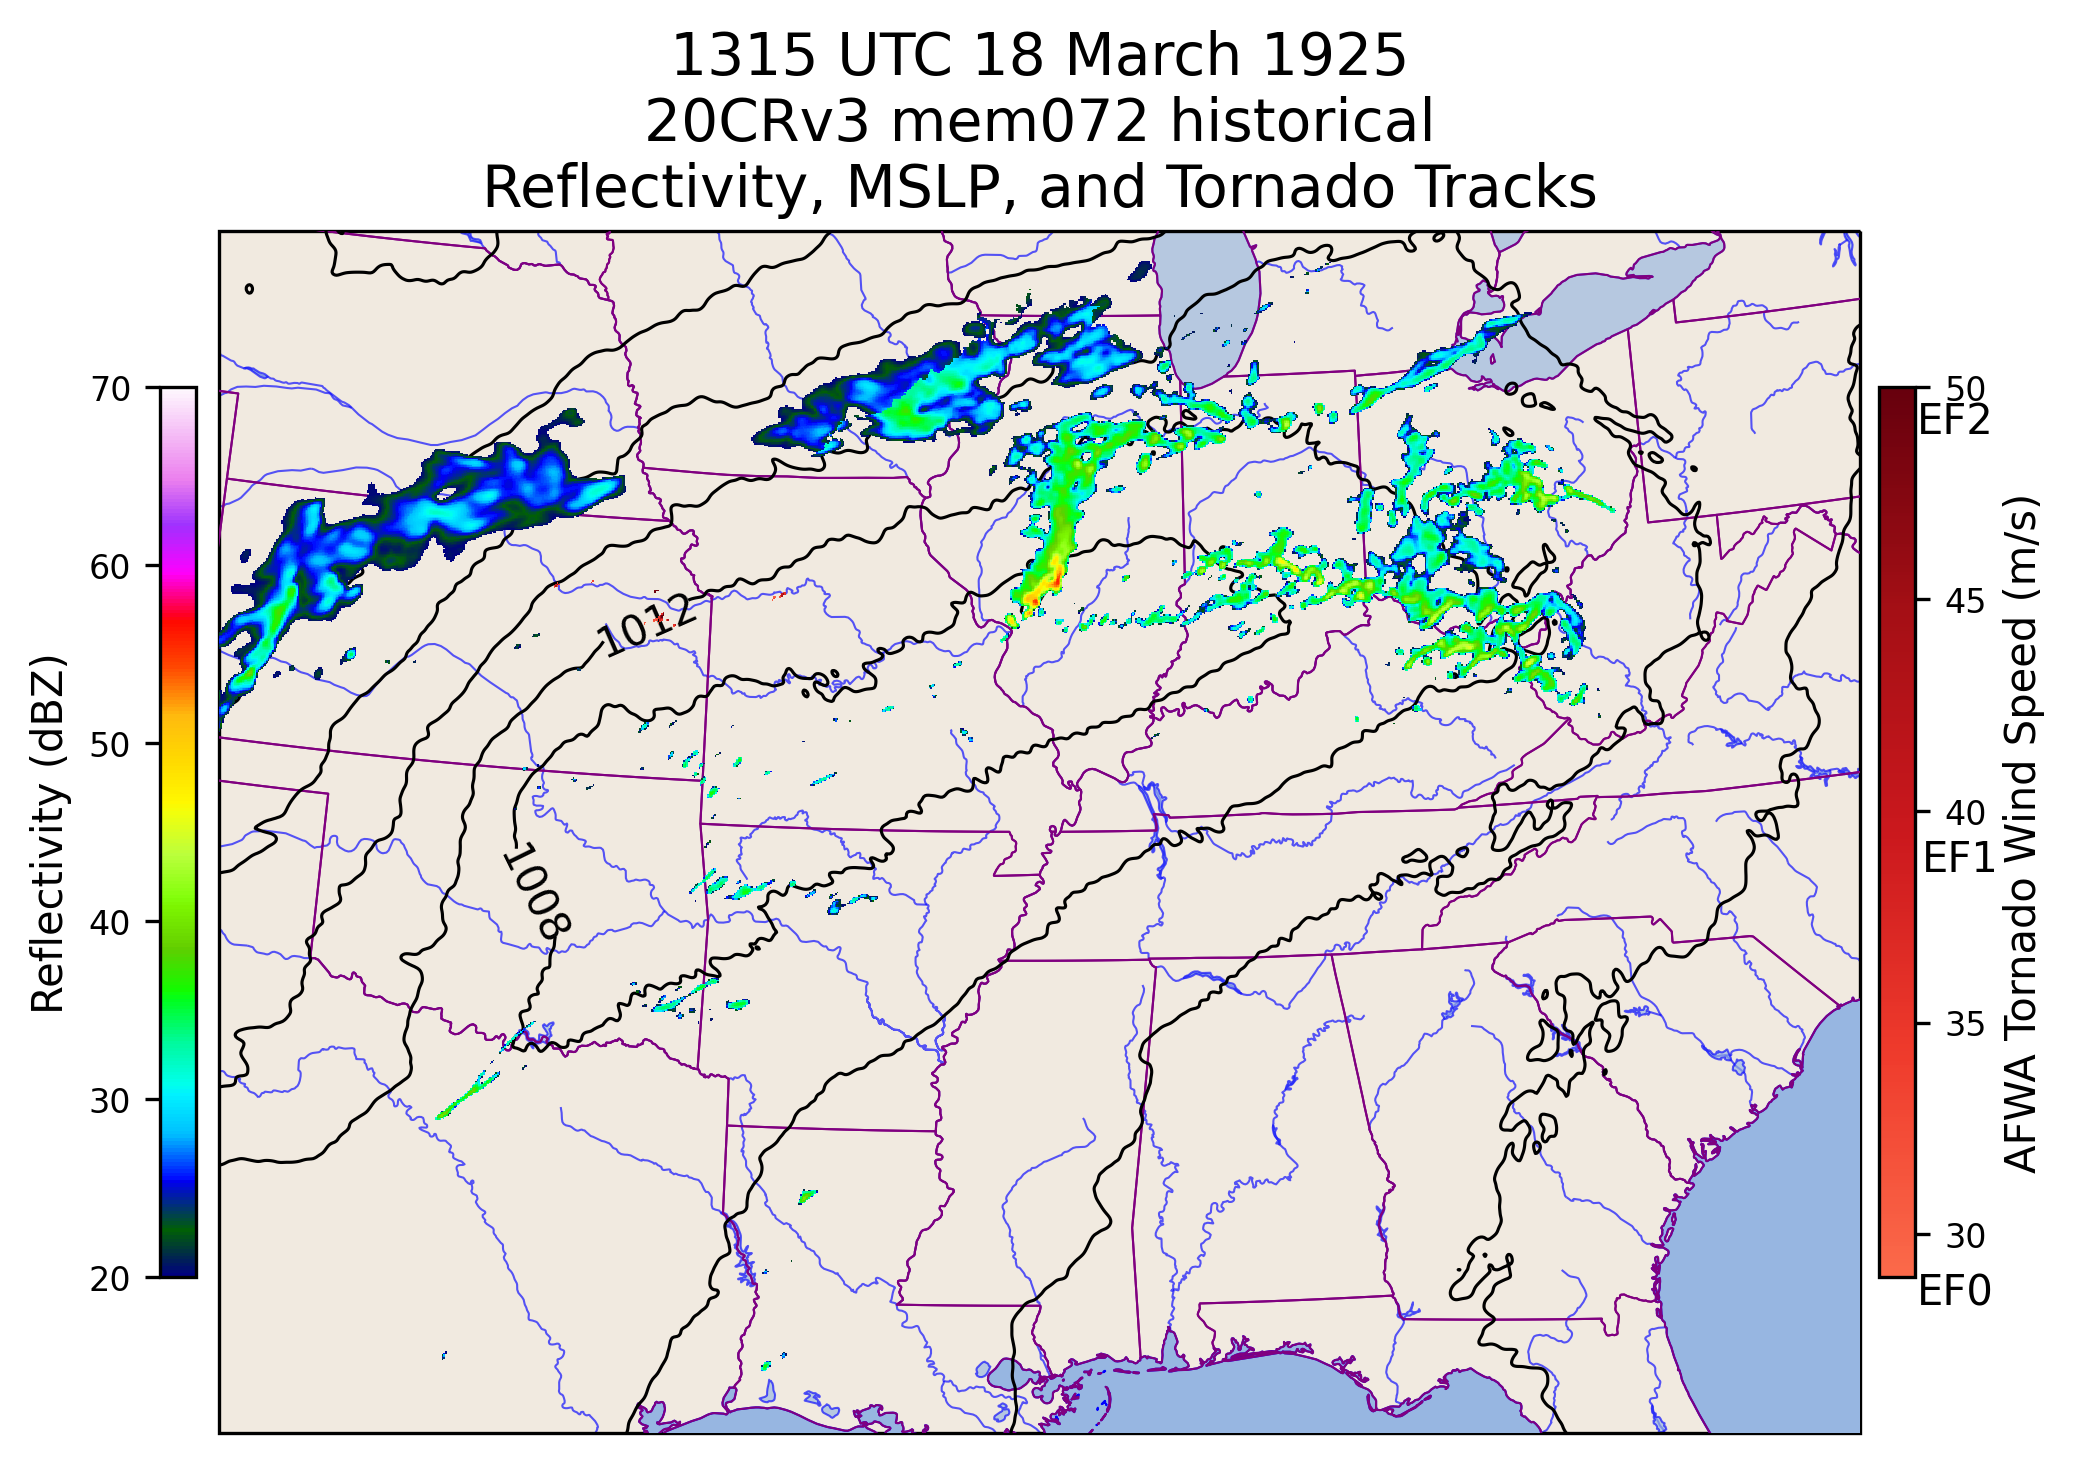 1315 UTC 18 March 1925
20CRv3 mem072 historical
Reflectivity, MSLP, and Tornado Tracks
70
60
50
40
30
20
Reflectivity (dBZ)
1012
1008
50
EF2
45
40
EF1
35
30
EF0
AFWA Tornado Wind Speed (m/s)